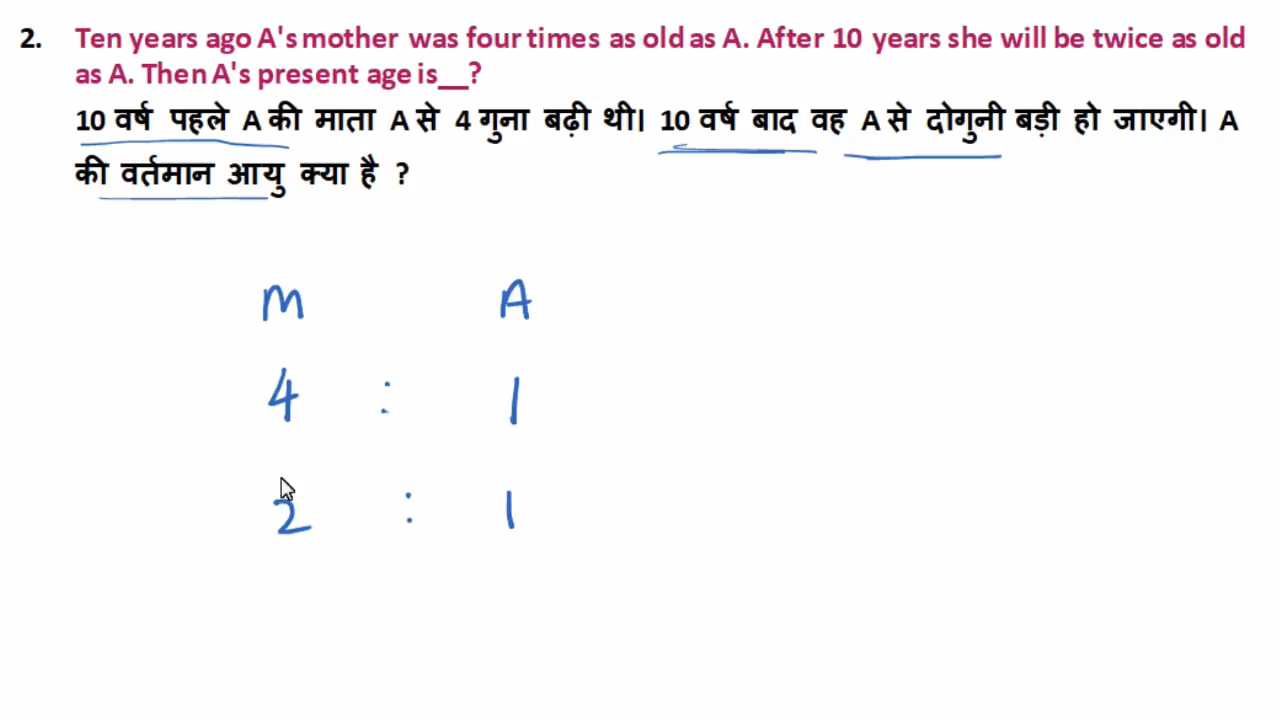 2. Ten years ago A's mother was four times as old as A. After 10 years she will be twice as old
as A. Then A's present age is__?
10 वर्ष पहले A की माता A से 4 गुना बढ़ी थी। 10 वर्ष बाद वह A से दोगुनी बड़ी हो जाएगी। A
की वर्तमान आयु क्या है ?
M A
4 : 1
2 : 1